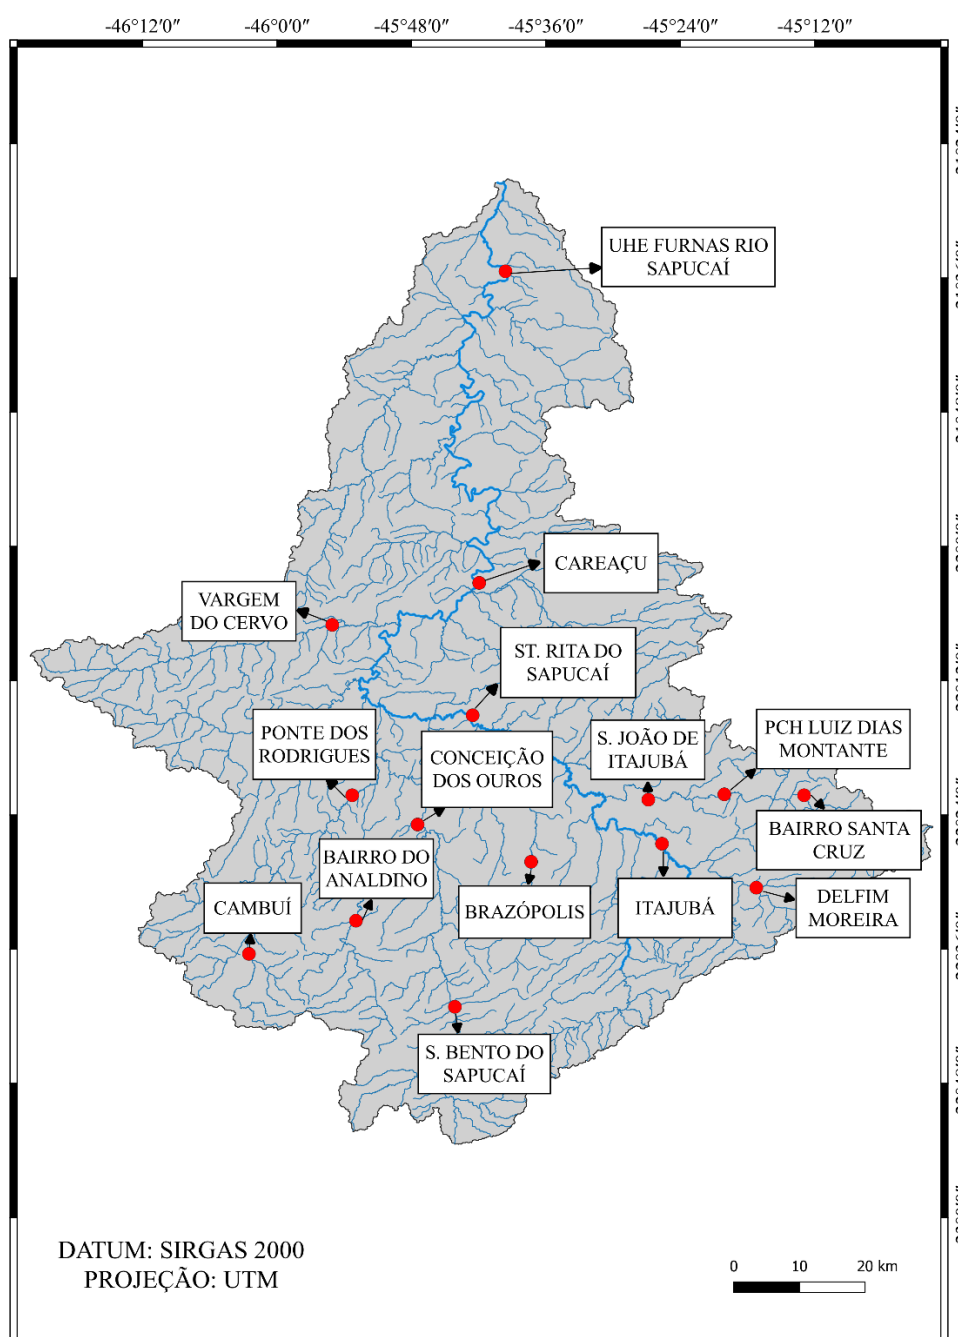 -46°12′0″ -46°0′0″ -45°48′0″ -45°36′0″ -45°24′0″ -45°12′0″
UHE FURNAS RIO
SAPUCAÍ
CAREAÇU
VARGEM
DO CERVO
ST. RITA DO
SAPUCAÍ
PONTE DOS
RODRIGUES
CONCEIÇÃO
DOS OUROS
S. JOÃO DE
ITAJUBÁ
PCH LUIZ DIAS
MONTANTE
BAIRRO SANTA
CRUZ
BAIRRO DO
ANALDINO
CAMBUÍ
BRAZÓPOLIS
ITAJUBÁ
DELFIM
MOREIRA
S. BENTO DO
SAPUCAÍ
DATUM: SIRGAS 2000
PROJEÇÃO: UTM
0 10 20 km